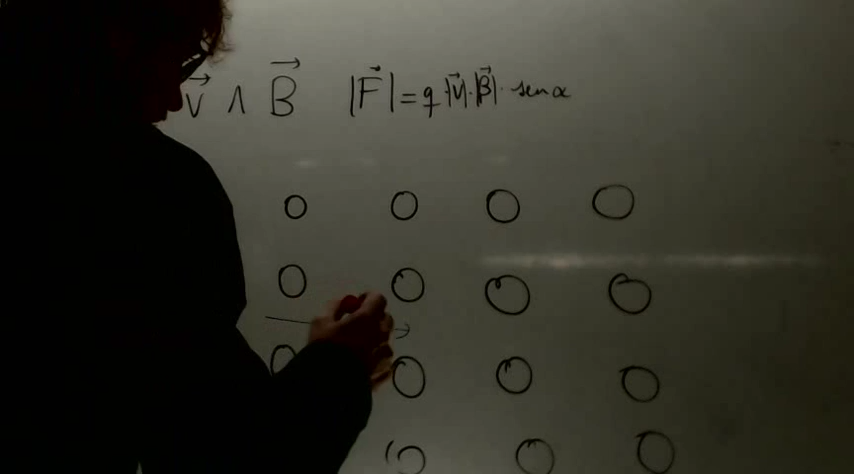 v⃗ ∧ B⃗ |F⃗| = q·|v⃗|·|B⃗|· sen α